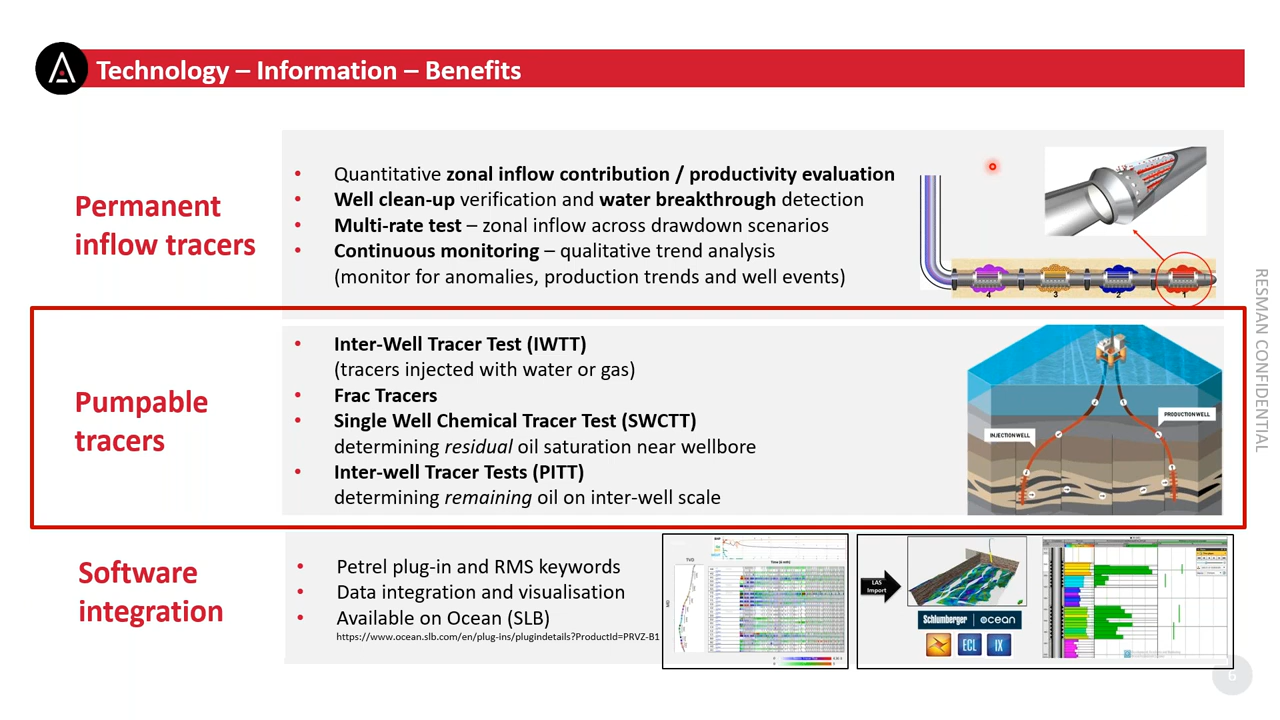 Technology – Information – Benefits
Permanent
inflow tracers
• Quantitative zonal inflow contribution / productivity evaluation
• Well clean-up verification and water breakthrough detection
• Multi-rate test – zonal inflow across drawdown scenarios
• Continuous monitoring – qualitative trend analysis
(monitor for anomalies, production trends and well events)
4 3 2 1
RESMAN CONFIDENTIAL
Pumpable
tracers
• Inter-Well Tracer Test (IWTT)
(tracers injected with water or gas)
• Frac Tracers
• Single Well Chemical Tracer Test (SWCTT)
determining residual oil saturation near wellbore
• Inter-well Tracer Tests (PITT)
determining remaining oil on inter-well scale
PRODUCTION WELL
INJECTION WELL
Software
integration
• Petrel plug-in and RMS keywords
• Data integration and visualisation
• Available on Ocean (SLB)
https://www.ocean.slb.com/en/plug-ins/plugindetails?ProductId=PRVZ-B1
TVD
MD
LAS
Import
Schlumberger ocean
ECL IX
6